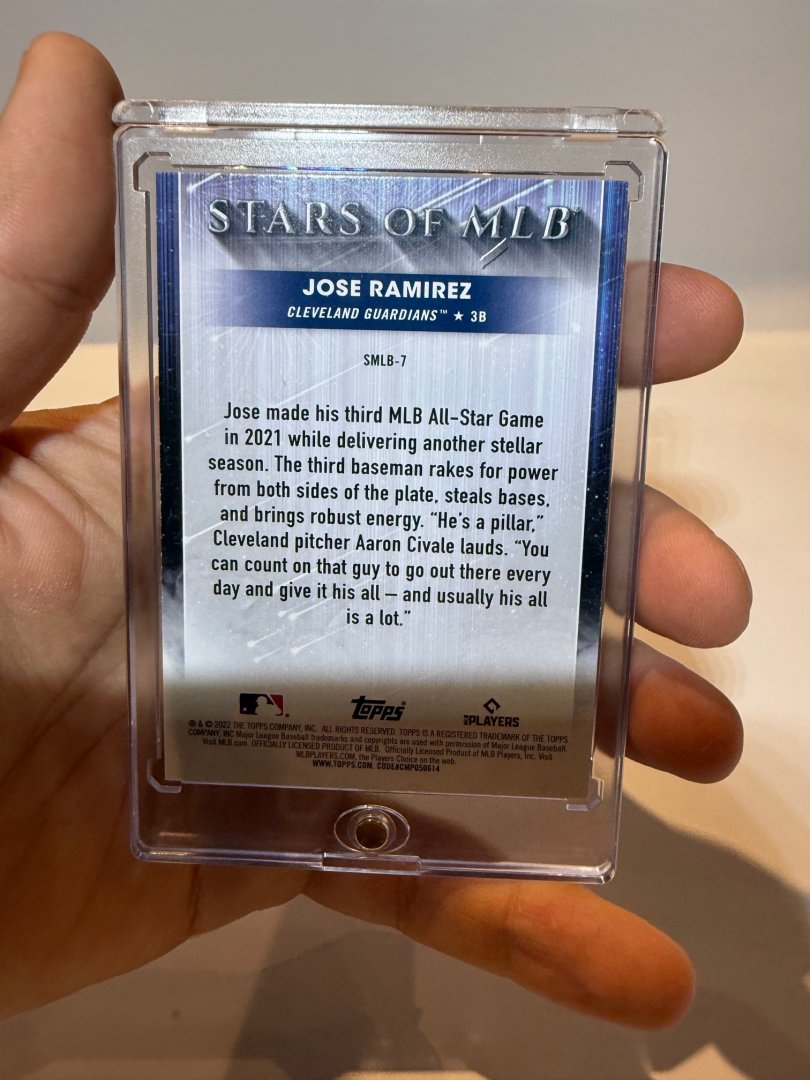 STARS OF MLB®
JOSE RAMIREZ
CLEVELAND GUARDIANS™ ★ 3B
SMLB-7
Jose made his third MLB All-Star Game
in 2021 while delivering another stellar
season. The third baseman rakes for power
from both sides of the plate, steals bases,
and brings robust energy. “He’s a pillar,”
Cleveland pitcher Aaron Civale lauds. “You
can count on that guy to go out there every
day and give it his all — and usually his all
is a lot.”
topps®
MLB PLAYERS
® & © 2022 THE TOPPS COMPANY, INC. ALL RIGHTS RESERVED. TOPPS IS A REGISTERED TRADEMARK OF THE TOPPS
COMPANY, INC Major League Baseball trademarks and copyrights are used with permission of Major League Baseball.
Visit MLB.com. OFFICIALLY LICENSED PRODUCT OF MLB. Officially Licensed Product of MLB Players, Inc. Visit
MLBPLAYERS.COM, the Players Choice on the web.
WWW.TOPPS.COM. CODE#CMP050614